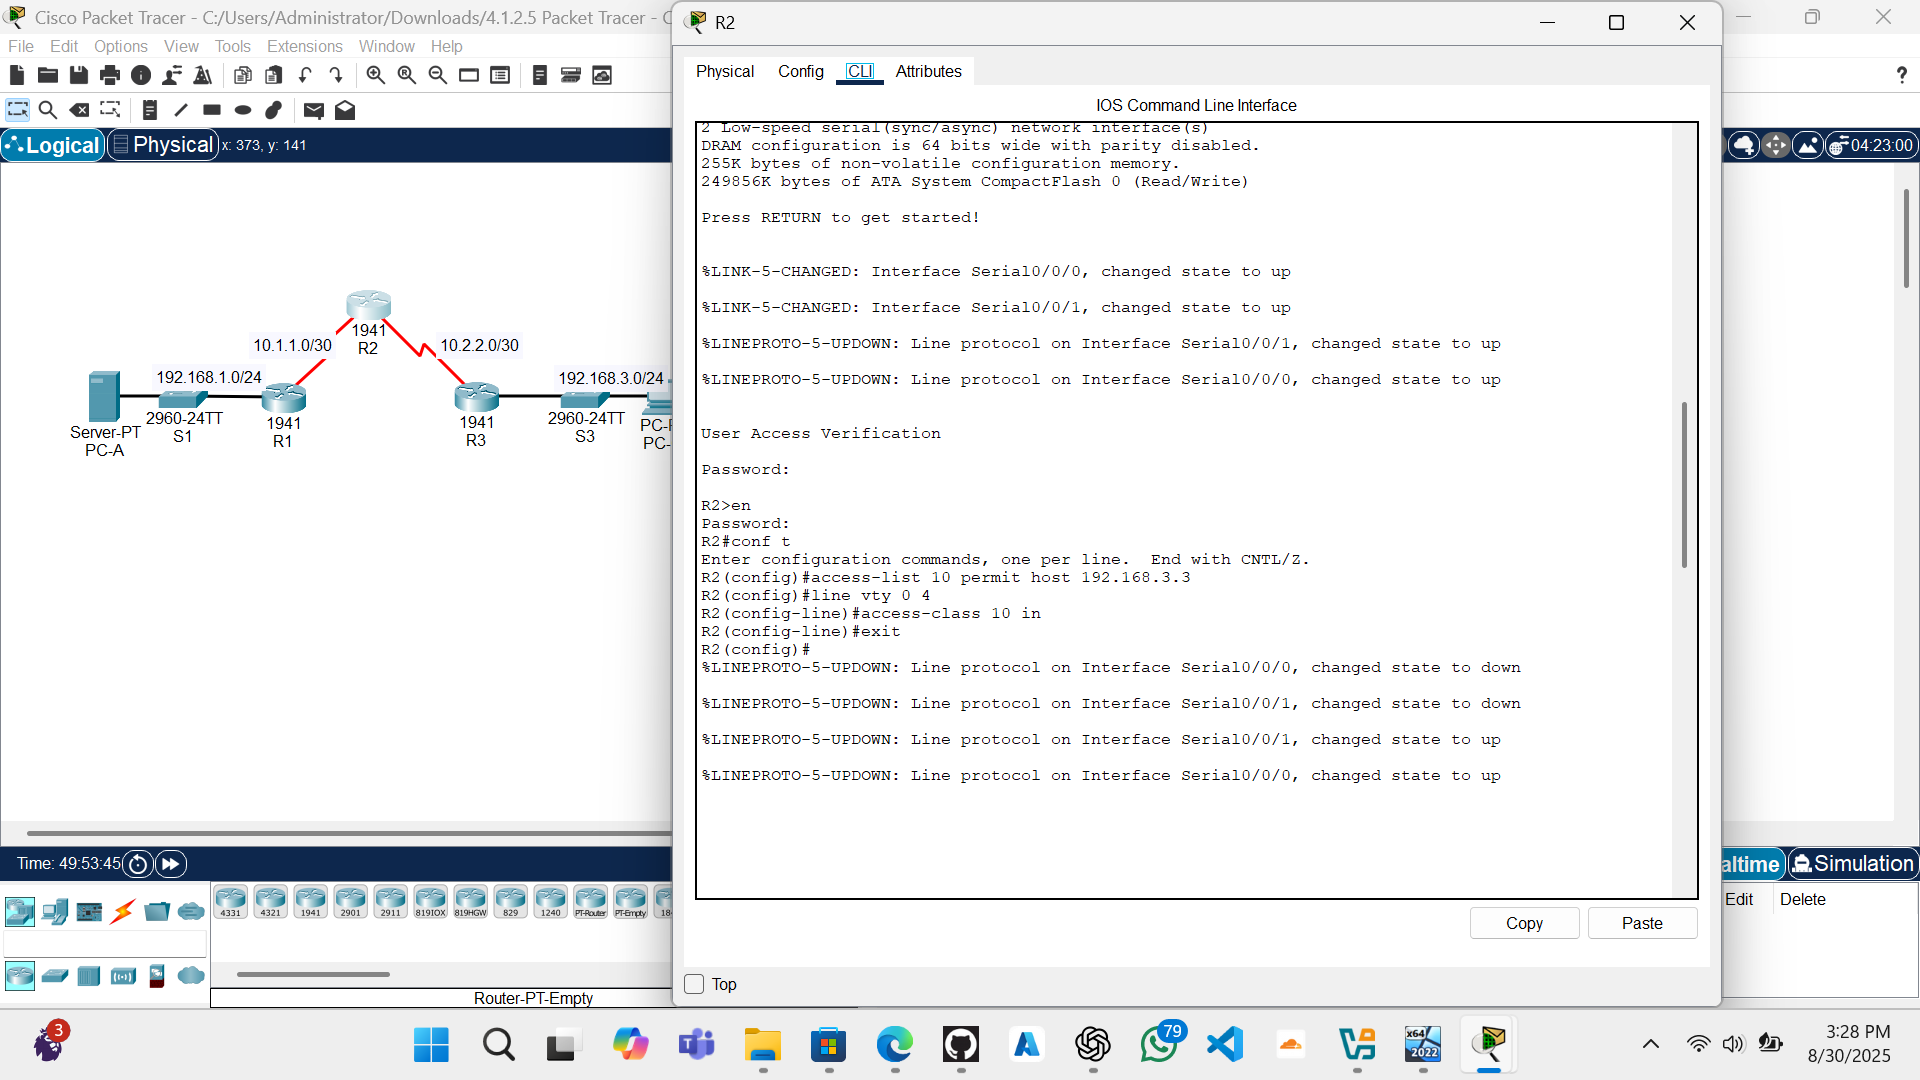 Cisco Packet Tracer - C:/Users/Administrator/Downloads/4.1.2.5 Packet Tracer - C
File Edit Options View Tools Extensions Window Help
Logical
Physical
x: 373, y: 141
04:23:00
?
1941
R2
10.1.1.0/30
10.2.2.0/30
192.168.1.0/24
192.168.3.0/24
2960-24TT
S1
1941
R1
1941
R3
2960-24TT
S3
Server-PT
PC-A
PC-
PC-
R2
Physical Config CLI Attributes
IOS Command Line Interface
2 Low-speed serial(sync/async) network interface(s)
DRAM configuration is 64 bits wide with parity disabled.
255K bytes of non-volatile configuration memory.
249856K bytes of ATA System CompactFlash 0 (Read/Write)
Press RETURN to get started!
%LINK-5-CHANGED: Interface Serial0/0/0, changed state to up
%LINK-5-CHANGED: Interface Serial0/0/1, changed state to up
%LINEPROTO-5-UPDOWN: Line protocol on Interface Serial0/0/1, changed state to up
%LINEPROTO-5-UPDOWN: Line protocol on Interface Serial0/0/0, changed state to up
User Access Verification
Password:
R2>en
Password:
R2#conf t
Enter configuration commands, one per line. End with CNTL/Z.
R2(config)#access-list 10 permit host 192.168.3.3
R2(config)#line vty 0 4
R2(config-line)#access-class 10 in
R2(config-line)#exit
R2(config)#
%LINEPROTO-5-UPDOWN: Line protocol on Interface Serial0/0/0, changed state to down
%LINEPROTO-5-UPDOWN: Line protocol on Interface Serial0/0/1, changed state to down
%LINEPROTO-5-UPDOWN: Line protocol on Interface Serial0/0/1, changed state to up
%LINEPROTO-5-UPDOWN: Line protocol on Interface Serial0/0/0, changed state to up
Copy
Paste
Top
Time: 49:53:45
altime
Simulation
Edit
Delete
4331 4321 1941 2901 2911 819IOX 819HGW 829 1240 PT-Router PT-Empty 18
Router-PT-Empty
3
79
x64
2022
3:28 PM
8/30/2025